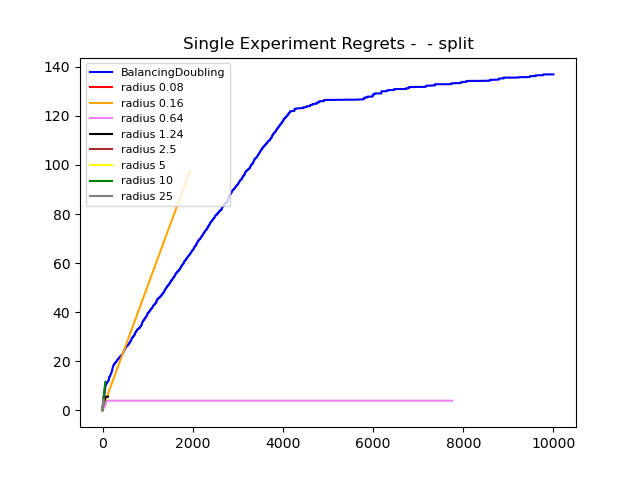 Single Experiment Regrets -  - split
140
120
100
80
60
40
20
0
BalancingDoubling
radius 0.08
radius 0.16
radius 0.64
radius 1.24
radius 2.5
radius 5
radius 10
radius 25
0 2000 4000 6000 8000 10000